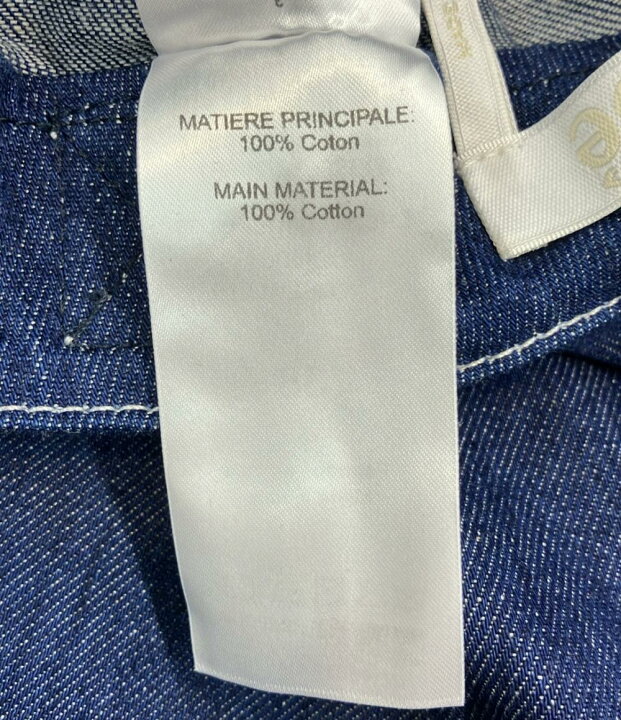 MATIERE PRINCIPALE:
100% Coton
MAIN MATERIAL:
100% Cotton